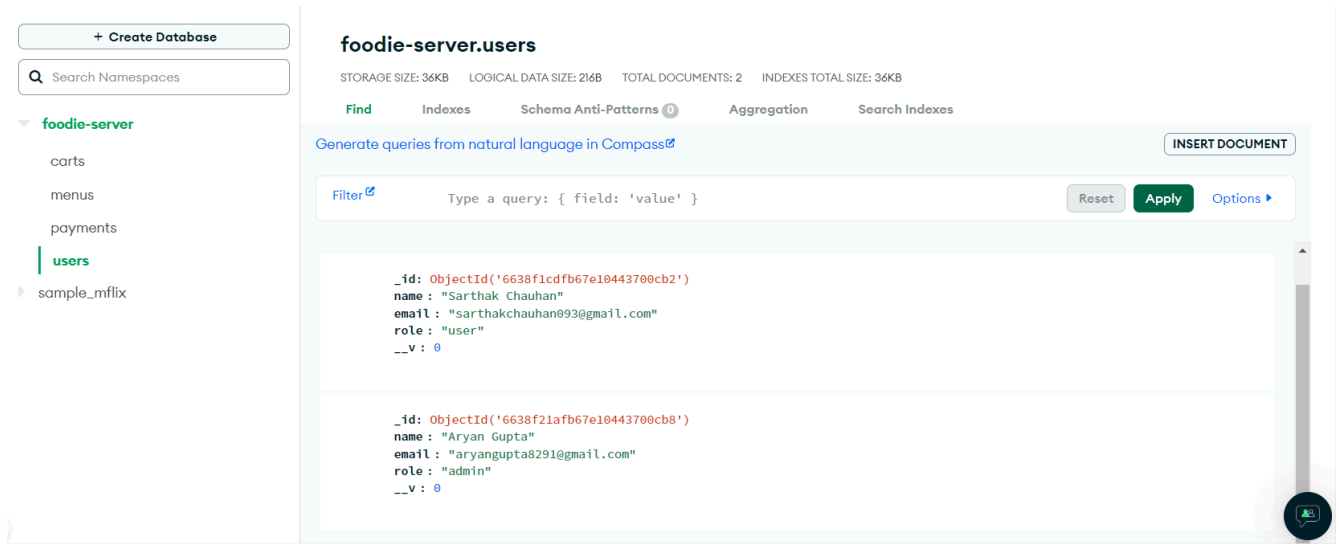 + Create Database
Search Namespaces
foodie-server
carts
menus
payments
users
sample_mflix
foodie-server.users
STORAGE SIZE: 36KB LOGICAL DATA SIZE: 216B TOTAL DOCUMENTS: 2 INDEXES TOTAL SIZE: 36KB
Find Indexes Schema Anti-Patterns 0 Aggregation Search Indexes
Generate queries from natural language in Compass
INSERT DOCUMENT
Filter Type a query: { field: 'value' } Reset Apply Options
_id: ObjectId('6638f1cdfb67e10443700cb2')
name : "Sarthak Chauhan"
email : "sarthakchauhan093@gmail.com"
role : "user"
__v : 0
_id: ObjectId('6638f21afb67e10443700cb8')
name : "Aryan Gupta"
email : "aryangupta8291@gmail.com"
role : "admin"
__v : 0